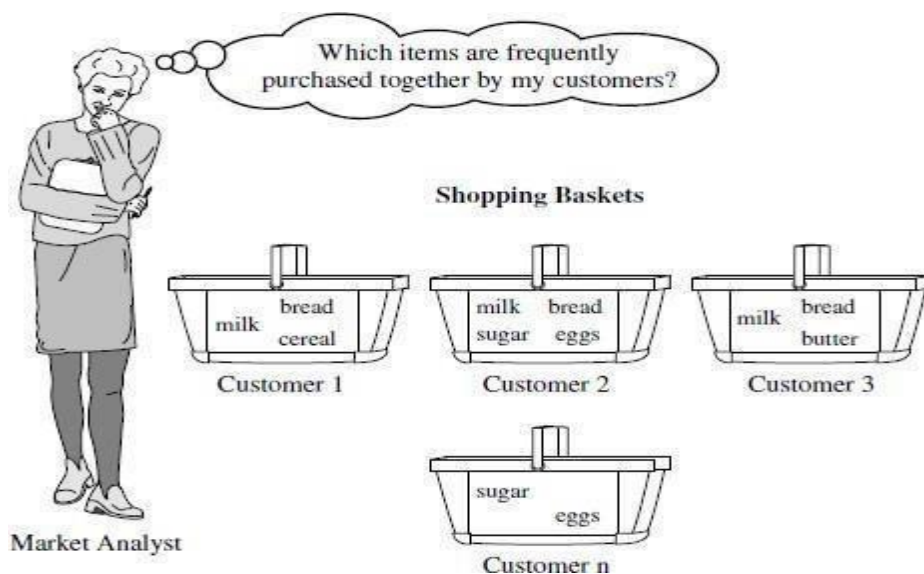 Which items are frequently
purchased together by my customers?
Shopping Baskets
milk bread
cereal
Customer 1
milk bread
sugar eggs
Customer 2
milk bread
butter
Customer 3
sugar
eggs
Customer n
Market Analyst